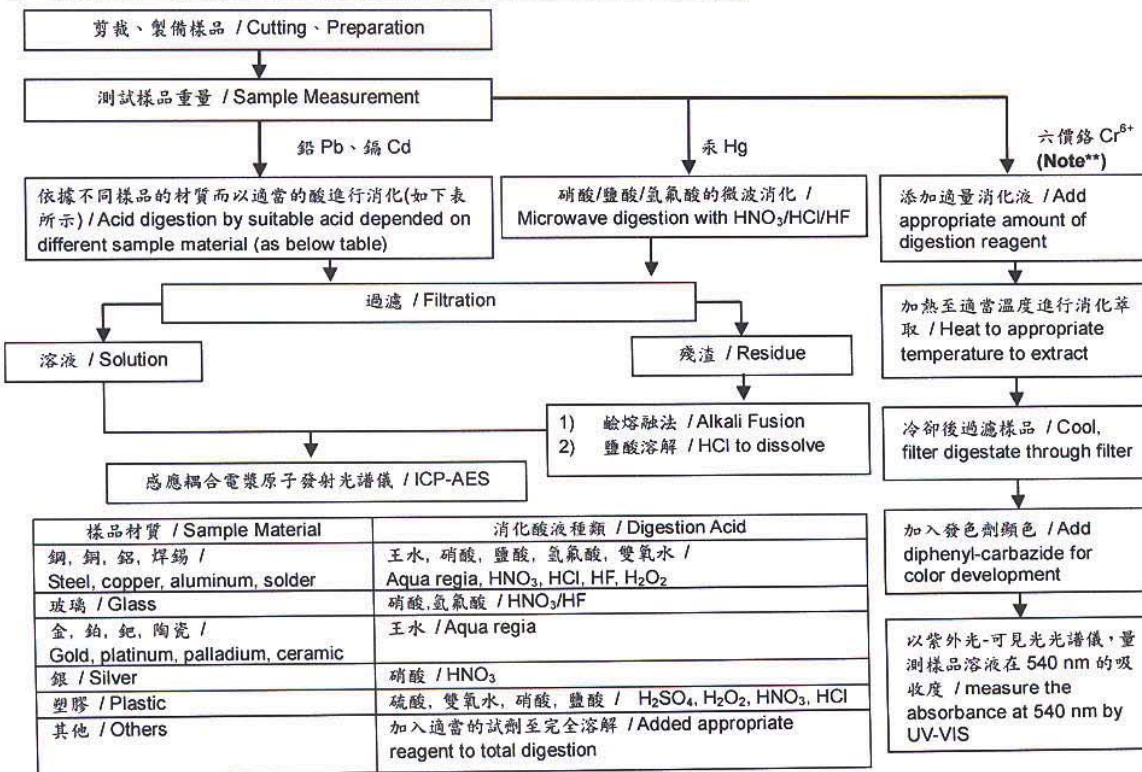 剪裁、製備樣品 / Cutting、Preparation
測試樣品重量 / Sample Measurement
鉛 Pb、鎘 Cd
汞 Hg
六價鉻 Cr⁶⁺
(Note**)
依據不同樣品的材質而以適當的酸進行消化(如下表
所示) / Acid digestion by suitable acid depended on
different sample material (as below table)
硝酸/鹽酸/氫氟酸的微波消化 /
Microwave digestion with HNO₃/HCl/HF
添加適量消化液 / Add
appropriate amount of
digestion reagent
過濾 / Filtration
加熱至適當溫度進行消化萃
取 / Heat to appropriate
temperature to extract
溶液 / Solution
殘渣 / Residue
1) 鹼熔融法 / Alkali Fusion
2) 鹽酸溶解 / HCl to dissolve
冷卻後過濾樣品 / Cool,
filter digestate through filter
感應耦合電漿原子發射光譜儀 / ICP-AES
加入發色劑顯色 / Add
diphenyl-carbazide for
color development
以紫外光-可見光光譜儀，量
測樣品溶液在 540 nm 的吸
收度 / measure the
absorbance at 540 nm by
UV-VIS
樣品材質 / Sample Material
消化酸液種類 / Digestion Acid
鋼, 銅, 鋁, 焊錫 /
Steel, copper, aluminum, solder
王水, 硝酸, 鹽酸, 氫氟酸, 雙氧水 /
Aqua regia, HNO₃, HCl, HF, H₂O₂
玻璃 / Glass
硝酸,氫氟酸 / HNO₃/HF
金, 鉑, 鈀, 陶瓷 /
Gold, platinum, palladium, ceramic
王水 / Aqua regia
銀 / Silver
硝酸 / HNO₃
塑膠 / Plastic
硫酸, 雙氧水, 硝酸, 鹽酸 / H₂SO₄, H₂O₂, HNO₃, HCl
其他 / Others
加入適當的試劑至完全溶解 / Added appropriate
reagent to total digestion